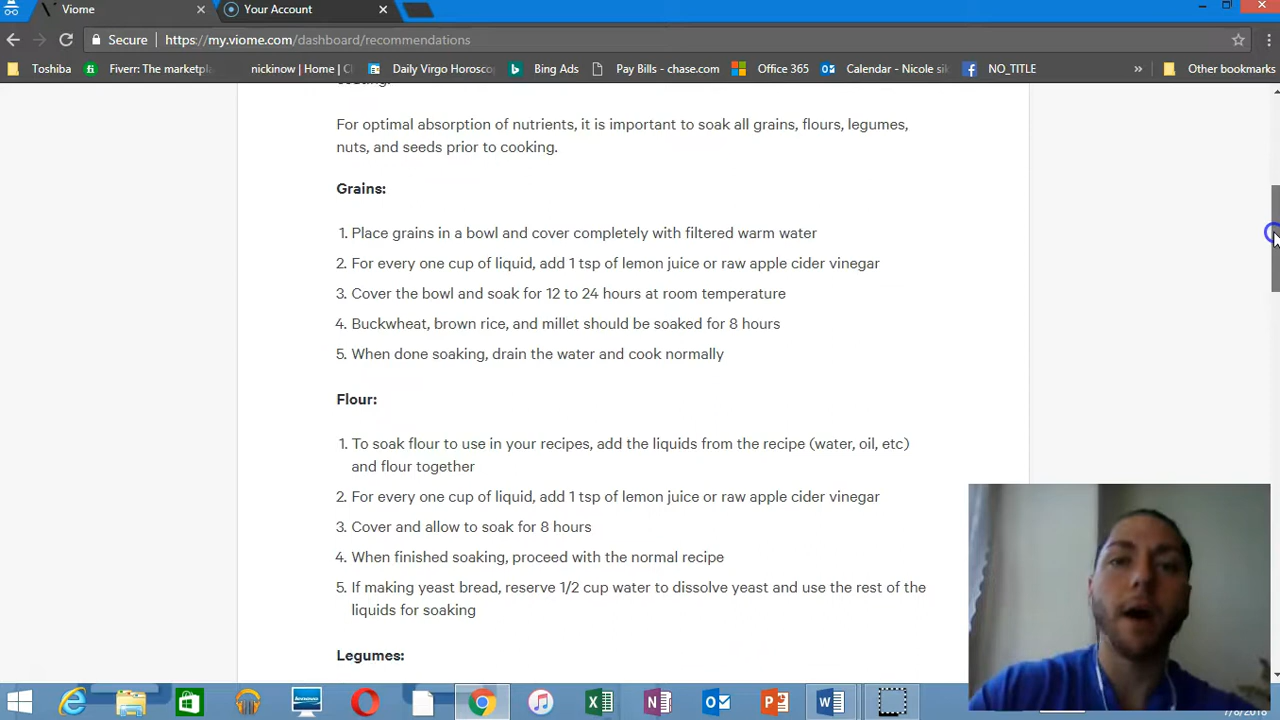 Viome
Your Account
Secure
https://my.viome.com/dashboard/recommendations
Toshiba
Fiverr: The marketpl
nickinow | Home | C
Daily Virgo Horosc
Bing Ads
Pay Bills - chase.com
Office 365
Calendar - Nicole sil
NO_TITLE
»
Other bookmarks
For optimal absorption of nutrients, it is important to soak all grains, flours, legumes,
nuts, and seeds prior to cooking.
Grains:
1. Place grains in a bowl and cover completely with filtered warm water
2. For every one cup of liquid, add 1 tsp of lemon juice or raw apple cider vinegar
3. Cover the bowl and soak for 12 to 24 hours at room temperature
4. Buckwheat, brown rice, and millet should be soaked for 8 hours
5. When done soaking, drain the water and cook normally
Flour:
1. To soak flour to use in your recipes, add the liquids from the recipe (water, oil, etc)
and flour together
2. For every one cup of liquid, add 1 tsp of lemon juice or raw apple cider vinegar
3. Cover and allow to soak for 8 hours
4. When finished soaking, proceed with the normal recipe
5. If making yeast bread, reserve 1/2 cup water to dissolve yeast and use the rest of the
liquids for soaking
Legumes:
7/8/2018